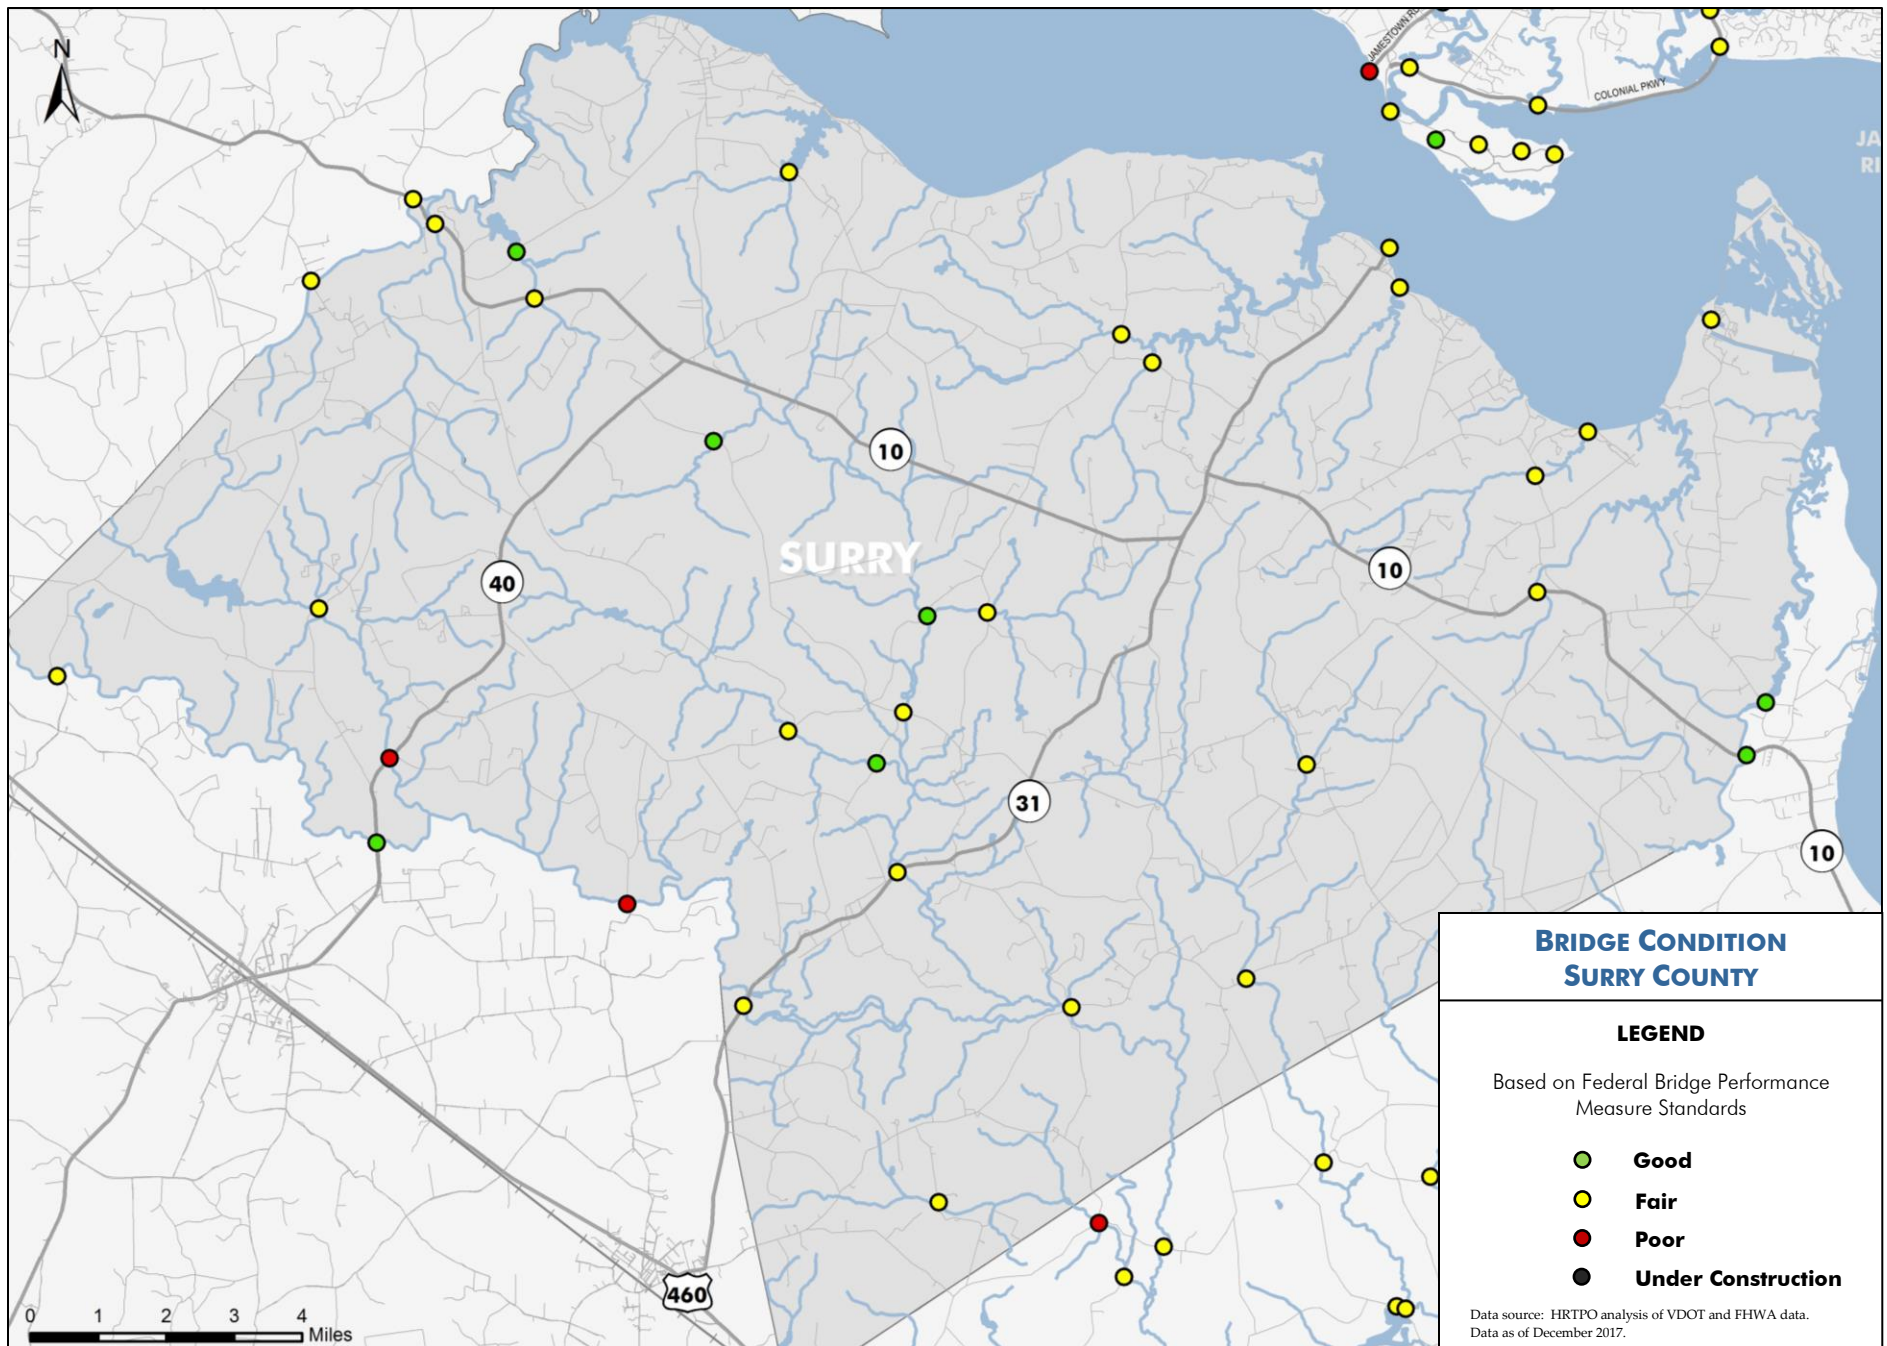 N
JAMESTOWN RD
COLONIAL PKWY
JA
RI
10
SURRY
40
10
31
10
460
0 1 2 3 4
Miles
BRIDGE CONDITION
SURRY COUNTY
LEGEND
Based on Federal Bridge Performance
Measure Standards
Good
Fair
Poor
Under Construction
Data source: HRTPO analysis of VDOT and FHWA data.
Data as of December 2017.